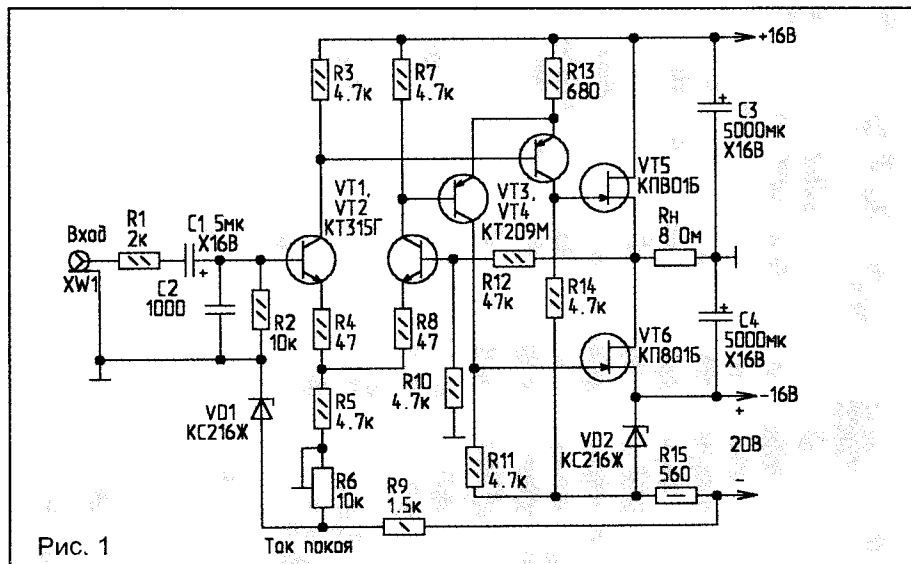 +16В
R3
4.7к
R7
4.7к
R13
680
C3
5000мк
Х16В
VT5
КП801Б
VT1,
VT2
КТ315Г
VT3,
VT4
КТ209М
Rн
8 Ом
C1 5мк
Х16В
R1
2к
Вход
XW1
C2
1000
R2
10к
R4
47
R8
47
R12
47к
R14
4.7к
VT6
КП801Б
C4
5000мк
Х16В
R10
4.7к
-16В
+
20В
-
VD1
КС216Ж
R5
4.7к
VD2
КС216Ж
R15
560
R11
4.7к
R6
10к
R9
1.5к
Ток покоя
Рис. 1